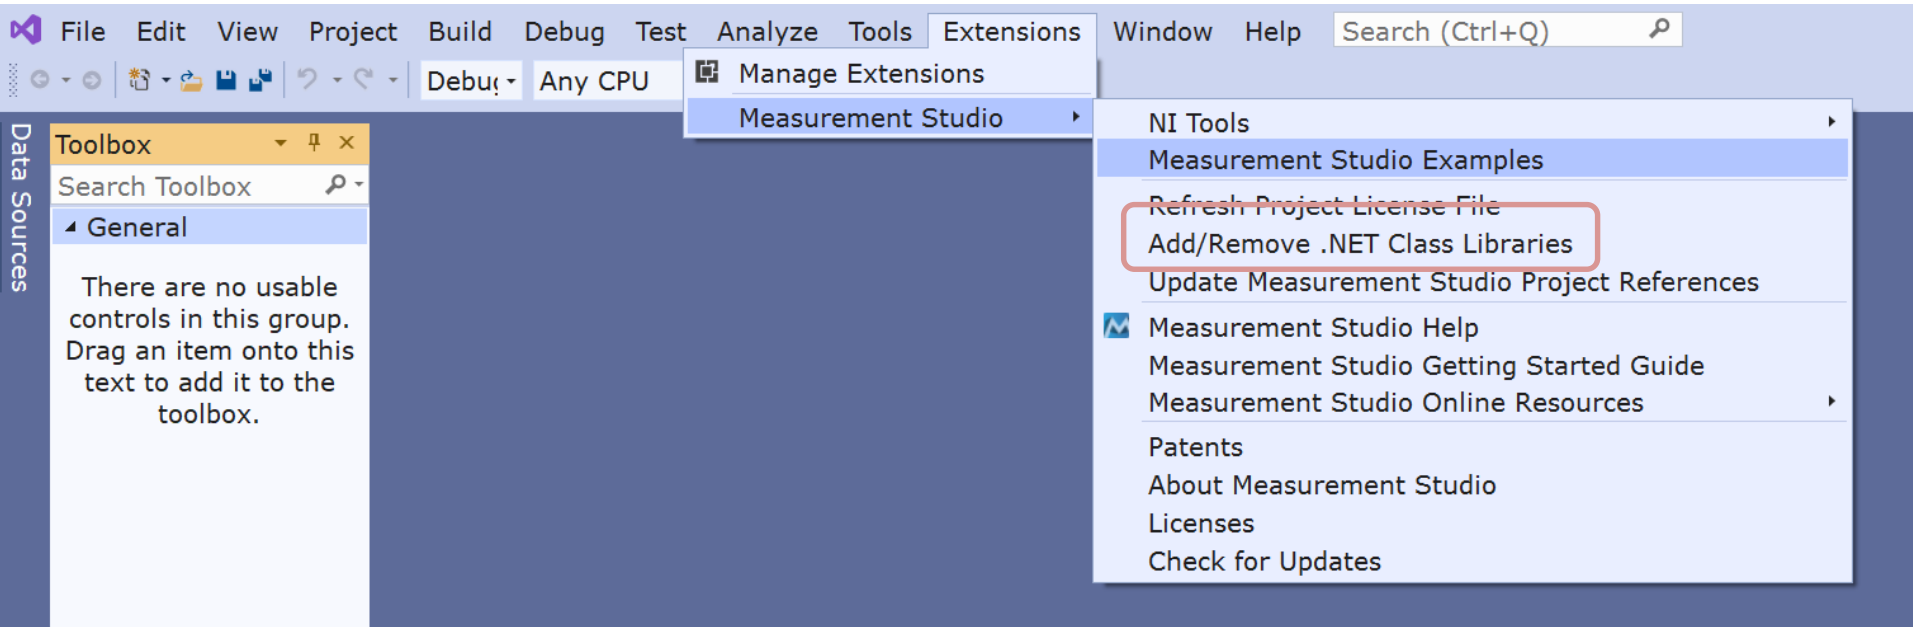 File Edit View Project Build Debug Test Analyze Tools Extensions Window Help Search (Ctrl+Q)
Debug Any CPU
Manage Extensions
Measurement Studio
NI Tools
Measurement Studio Examples
Refresh Project License File
Add/Remove .NET Class Libraries
Update Measurement Studio Project References
Measurement Studio Help
Measurement Studio Getting Started Guide
Measurement Studio Online Resources
Patents
About Measurement Studio
Licenses
Check for Updates
Data Sources
Toolbox
Search Toolbox
General
There are no usable
controls in this group.
Drag an item onto this
text to add it to the
toolbox.